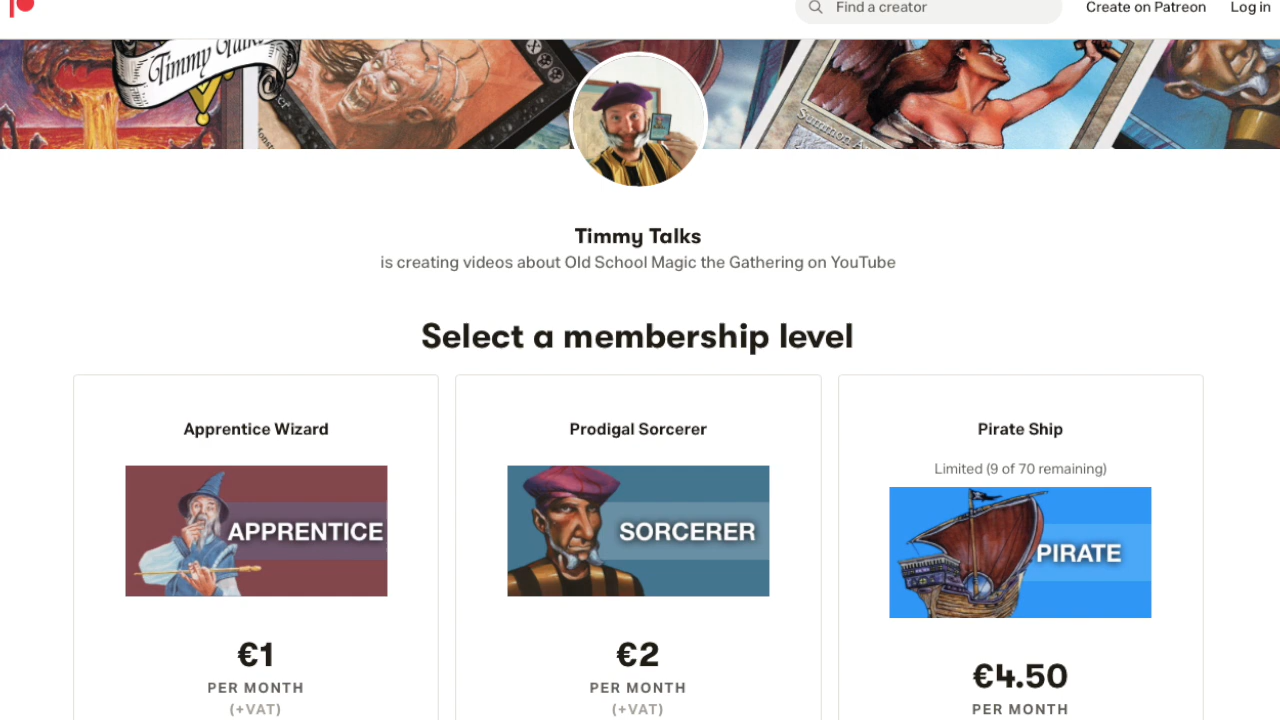 Find a creator
Create on Patreon
Log in
Timmy Talks
Summon A
Timmy Talks
is creating videos about Old School Magic the Gathering on YouTube
Select a membership level
Apprentice Wizard
APPRENTICE
€1
PER MONTH
(+VAT)
Prodigal Sorcerer
SORCERER
€2
PER MONTH
(+VAT)
Pirate Ship
Limited (9 of 70 remaining)
PIRATE
€4.50
PER MONTH